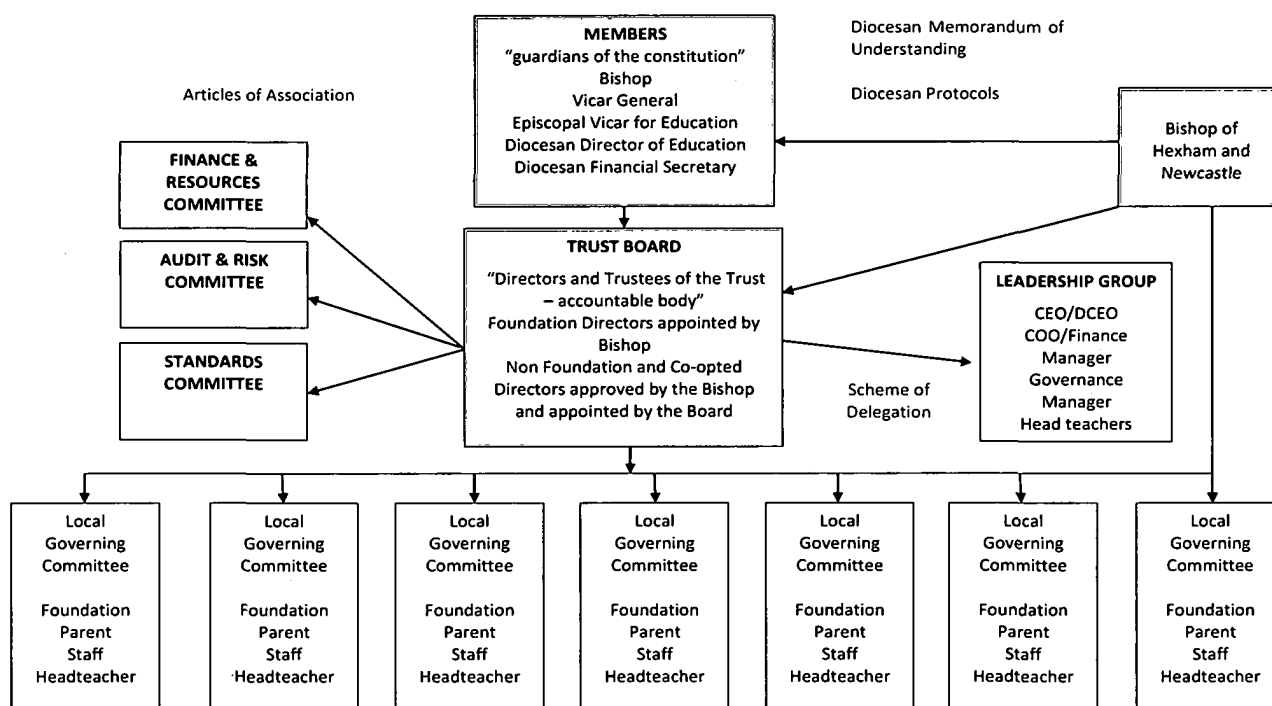 MEMBERS
“guardians of the constitution”
Bishop
Vicar General
Episcopal Vicar for Education
Diocesan Director of Education
Diocesan Financial Secretary
Diocesan Memorandum of
Understanding
Diocesan Protocols
Articles of Association
Bishop of
Hexham and
Newcastle
FINANCE &
RESOURCES
COMMITTEE
AUDIT & RISK
COMMITTEE
STANDARDS
COMMITTEE
TRUST BOARD
“Directors and Trustees of the Trust
– accountable body”
Foundation Directors appointed by
Bishop
Non Foundation and Co-opted
Directors approved by the Bishop
and appointed by the Board
Scheme of
Delegation
LEADERSHIP GROUP
CEO/DCEO
COO/Finance
Manager
Governance
Manager
Head teachers
Local
Governing
Committee
Foundation
Parent
Staff
Headteacher
Local
Governing
Committee
Foundation
Parent
Staff
Headteacher
Local
Governing
Committee
Foundation
Parent
Staff
Headteacher
Local
Governing
Committee
Foundation
Parent
Staff
Headteacher
Local
Governing
Committee
Foundation
Parent
Staff
Headteacher
Local
Governing
Committee
Foundation
Parent
Staff
Headteacher
Local
Governing
Committee
Foundation
Parent
Staff
Headteacher